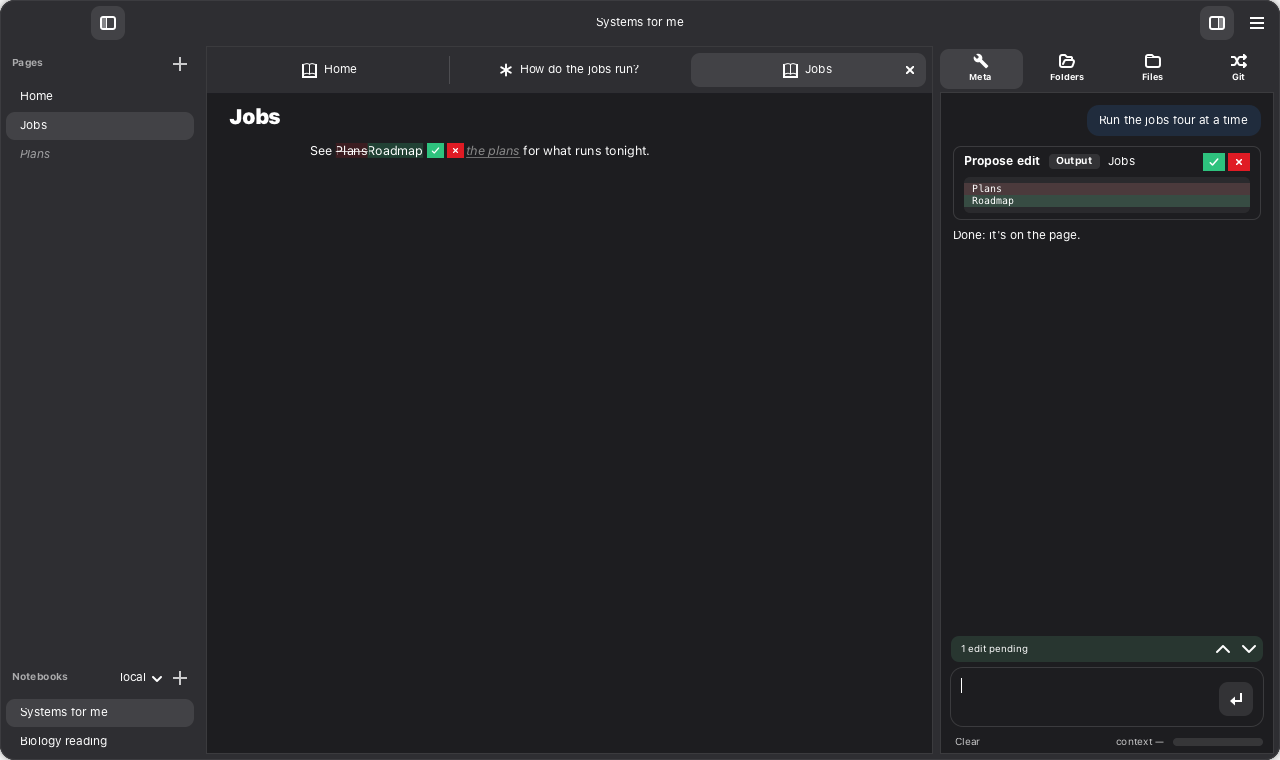 Systems for me
Pages
Home
Jobs
Plans
Notebooks
local
Systems for me
Biology reading
Home
How do the jobs run?
Jobs
Jobs
See PlansRoadmap the plans for what runs tonight.
Meta
Folders
Files
Git
Run the jobs four at a time
Propose edit Output Jobs
Plans
Roadmap
Done: it's on the page.
1 edit pending
Clear
context —